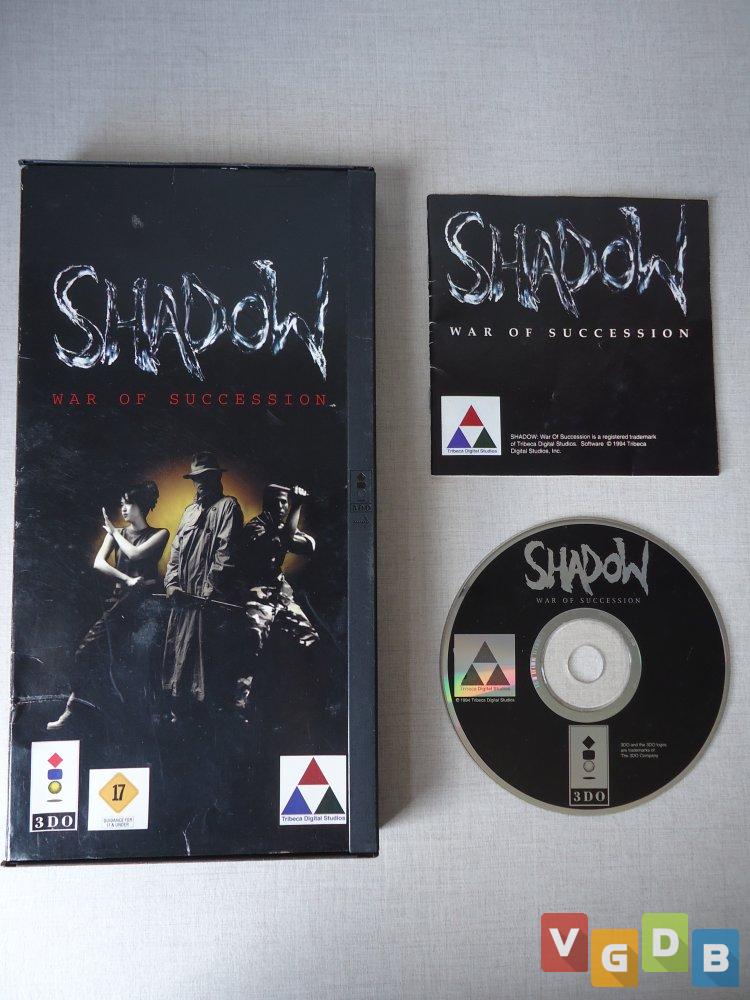 SHADOW
WAR OF SUCCESSION
3DO
3DO
17
GUIDANCE FOR
17 & UNDER
Tribeca Digital Studios
SHADOW
WAR OF SUCCESSION
Tribeca Digital Studios
SHADOW: War Of Succession is a registered trademark
of Tribeca Digital Studios. Software © 1994 Tribeca
Digital Studios, Inc.
SHADOW
WAR OF SUCCESSION
Tribeca Digital Studios
© 1994 Tribeca Digital Studios.
3DO and the 3DO logos
are trademarks of
The 3DO Company
3DO
VGDB